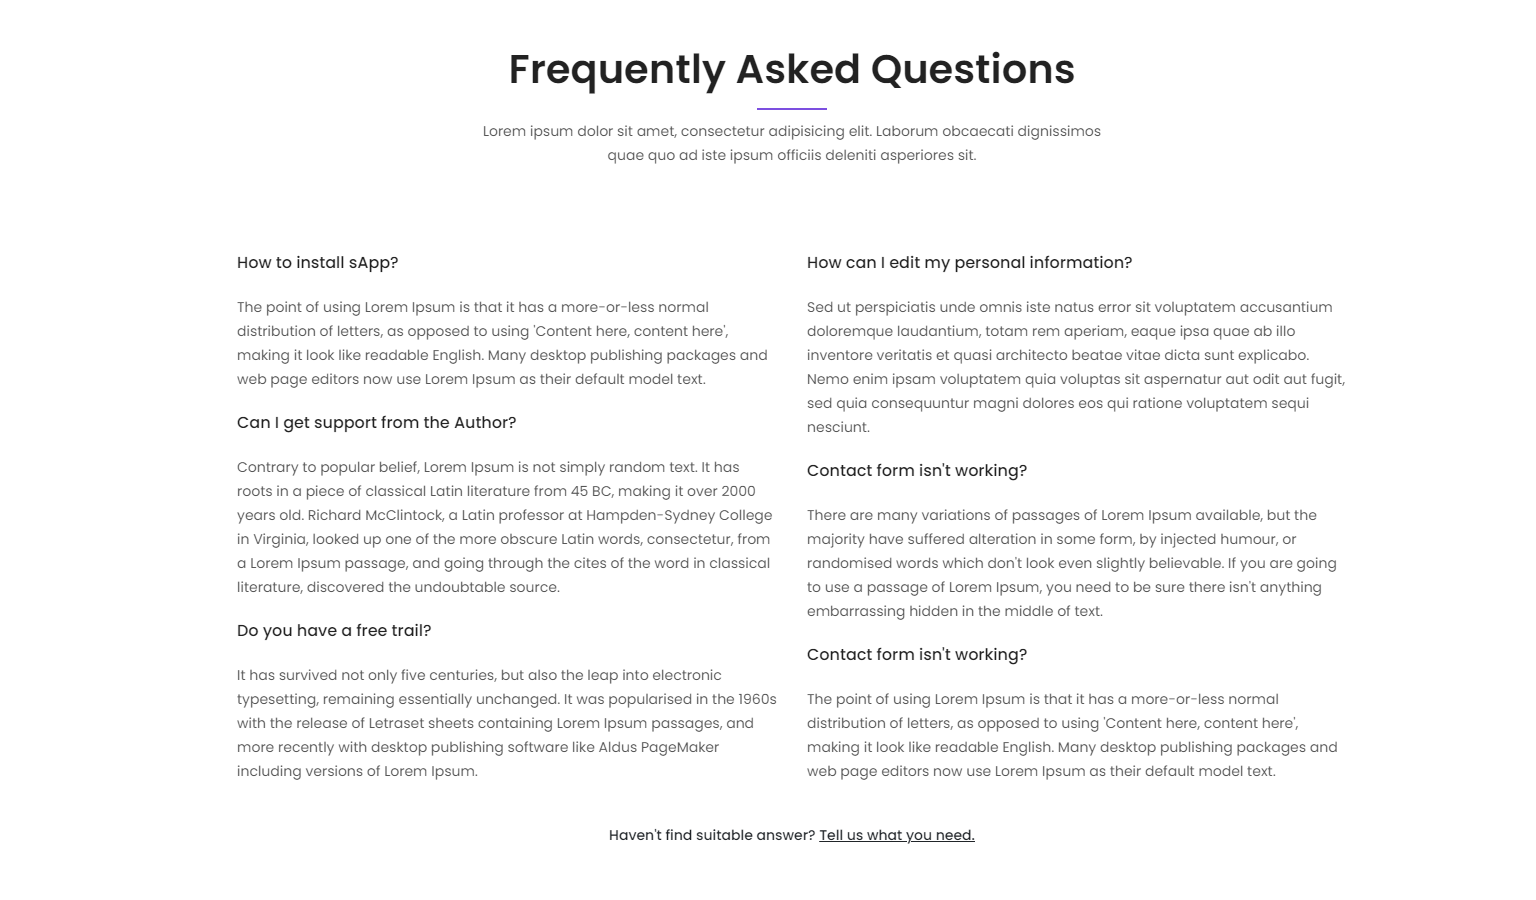 Frequently Asked Questions
Lorem ipsum dolor sit amet, consectetur adipisicing elit. Laborum obcaecati dignissimos
quae quo ad iste ipsum officiis deleniti asperiores sit.
How to install sApp?
The point of using Lorem Ipsum is that it has a more-or-less normal
distribution of letters, as opposed to using 'Content here, content here',
making it look like readable English. Many desktop publishing packages and
web page editors now use Lorem Ipsum as their default model text.
Can I get support from the Author?
Contrary to popular belief, Lorem Ipsum is not simply random text. It has
roots in a piece of classical Latin literature from 45 BC, making it over 2000
years old. Richard McClintock, a Latin professor at Hampden-Sydney College
in Virginia, looked up one of the more obscure Latin words, consectetur, from
a Lorem Ipsum passage, and going through the cites of the word in classical
literature, discovered the undoubtable source.
Do you have a free trail?
It has survived not only five centuries, but also the leap into electronic
typesetting, remaining essentially unchanged. It was popularised in the 1960s
with the release of Letraset sheets containing Lorem Ipsum passages, and
more recently with desktop publishing software like Aldus PageMaker
including versions of Lorem Ipsum.
How can I edit my personal information?
Sed ut perspiciatis unde omnis iste natus error sit voluptatem accusantium
doloremque laudantium, totam rem aperiam, eaque ipsa quae ab illo
inventore veritatis et quasi architecto beatae vitae dicta sunt explicabo.
Nemo enim ipsam voluptatem quia voluptas sit aspernatur aut odit aut fugit,
sed quia consequuntur magni dolores eos qui ratione voluptatem sequi
nesciunt.
Contact form isn't working?
There are many variations of passages of Lorem Ipsum available, but the
majority have suffered alteration in some form, by injected humour, or
randomised words which don't look even slightly believable. If you are going
to use a passage of Lorem Ipsum, you need to be sure there isn't anything
embarrassing hidden in the middle of text.
Contact form isn't working?
The point of using Lorem Ipsum is that it has a more-or-less normal
distribution of letters, as opposed to using 'Content here, content here',
making it look like readable English. Many desktop publishing packages and
web page editors now use Lorem Ipsum as their default model text.
Haven't find suitable answer? Tell us what you need.